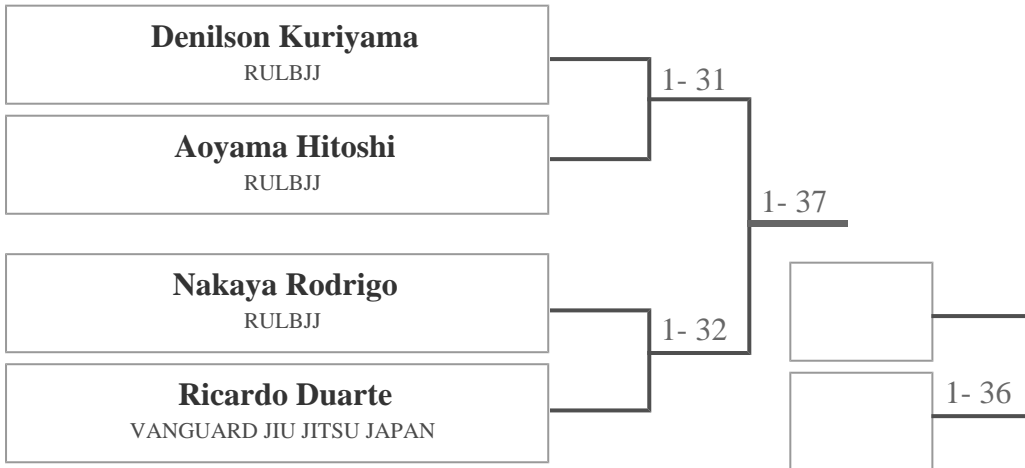 Denilson Kuriyama
RULBJJ
1- 31
Aoyama Hitoshi
RULBJJ
1- 37
Nakaya Rodrigo
RULBJJ
1- 32
Ricardo Duarte
VANGUARD JIU JITSU JAPAN
1- 36